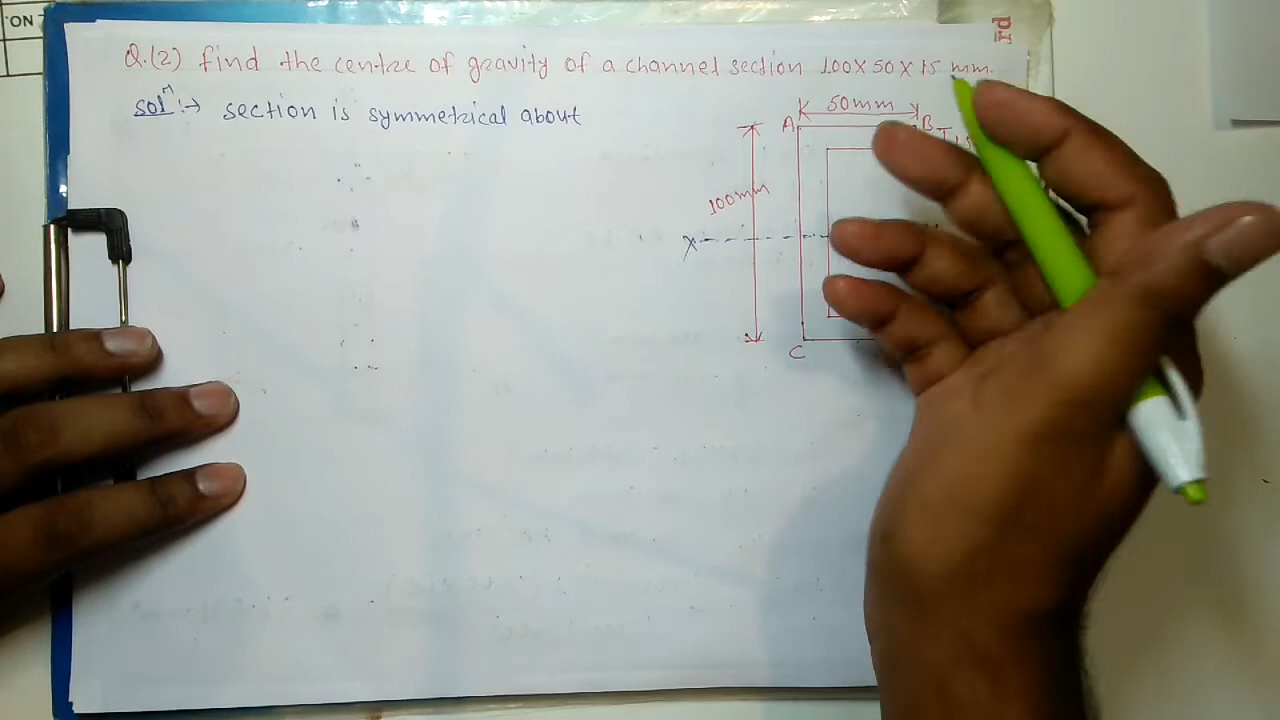 'ON
Q.(2) find the centre of gravity of a channel section 100 X 50 X 15 mm.
solⁿ:→ section is symmetrical about
50mm
A
B
100mm
X
C